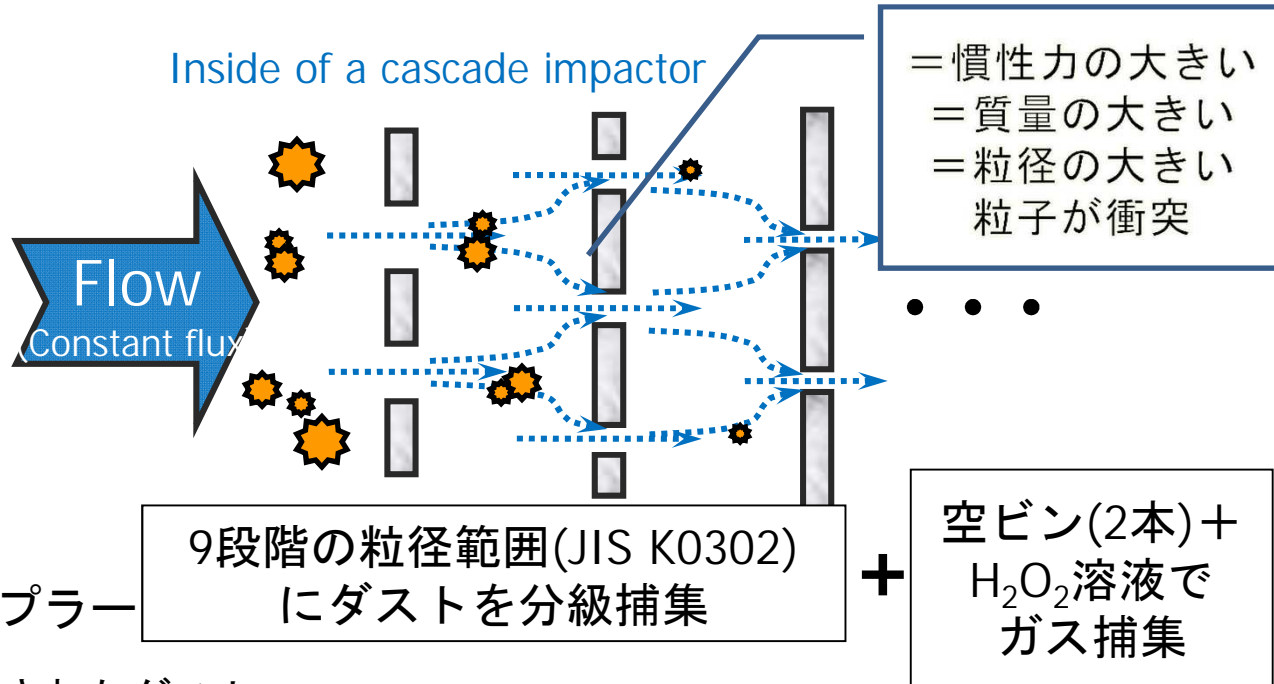 Inside of a cascade impactor
＝慣性力の大きい
＝質量の大きい
＝粒径の大きい
粒子が衝突
Flow
(Constant flux)
・・・
9段階の粒径範囲(JIS K0302)
にダストを分級捕集
+
空ビン(2本)＋
H₂O₂溶液で
ガス捕集
プラー